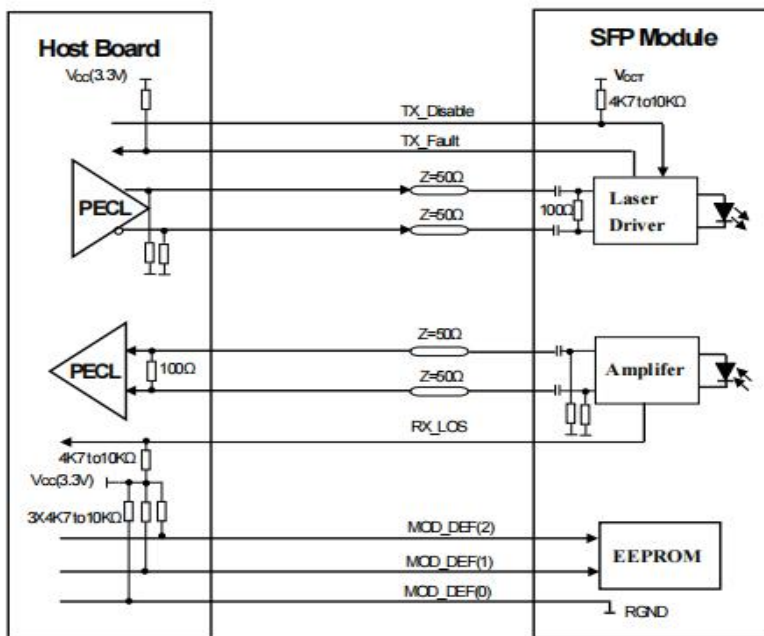 Host Board
SFP Module
Vcc(3.3V)
VCCT
4K7to10KΩ
TX_Disable
TX_Fault
PECL
Z=50Ω
Z=50Ω
100Ω
Laser
Driver
PECL
100Ω
Z=50Ω
Z=50Ω
Amplifer
RX_LOS
4K7to10KΩ
Vcc(3.3V)
3X4K7to10KΩ
MOD_DEF(2)
MOD_DEF(1)
MOD_DEF(0)
EEPROM
RGND